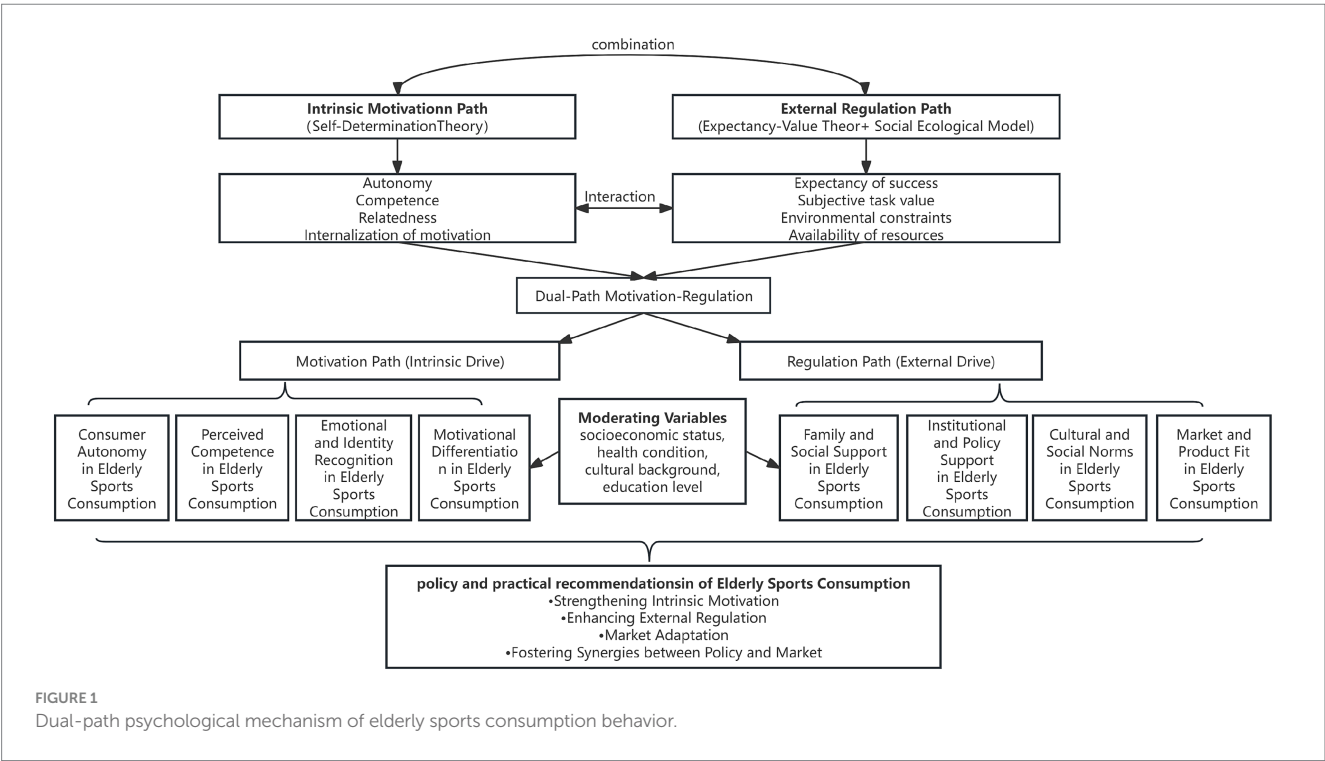 combination
Intrinsic Motivationn Path
(Self-DeterminationTheory)
External Regulation Path
(Expectancy-Value Theor+ Social Ecological Model)
Autonomy
Competence
Relatedness
Internalization of motivation
Interaction
Expectancy of success
Subjective task value
Environmental constraints
Availability of resources
Dual-Path Motivation-Regulation
Motivation Path (Intrinsic Drive)
Regulation Path (External Drive)
Consumer
Autonomy
in Elderly
Sports
Consumption
Perceived
Competence
in Elderly
Sports
Consumption
Emotional
and Identity
Recognition
in Elderly
Sports
Consumption
Motivational
Differentiatio
n in Elderly
Sports
Consumption
Moderating Variables
socioeconomic status,
health condition,
cultural background,
education level
Family and
Social Support
in Elderly
Sports
Consumption
Institutional
and Policy
Support
in Elderly
Sports
Consumption
Cultural and
Social Norms
in Elderly
Sports
Consumption
Market and
Product Fit
in Elderly
Sports
Consumption
policy and practical recommendationsin of Elderly Sports Consumption
•Strengthening Intrinsic Motivation
•Enhancing External Regulation
•Market Adaptation
•Fostering Synergies between Policy and Market
FIGURE 1
Dual-path psychological mechanism of elderly sports consumption behavior.